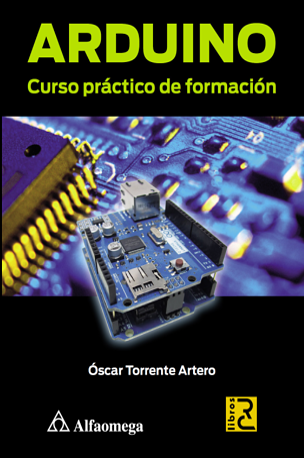 ARDUINO
Curso práctico de formación
Óscar Torrente Artero
Alfaomega
libros
RC